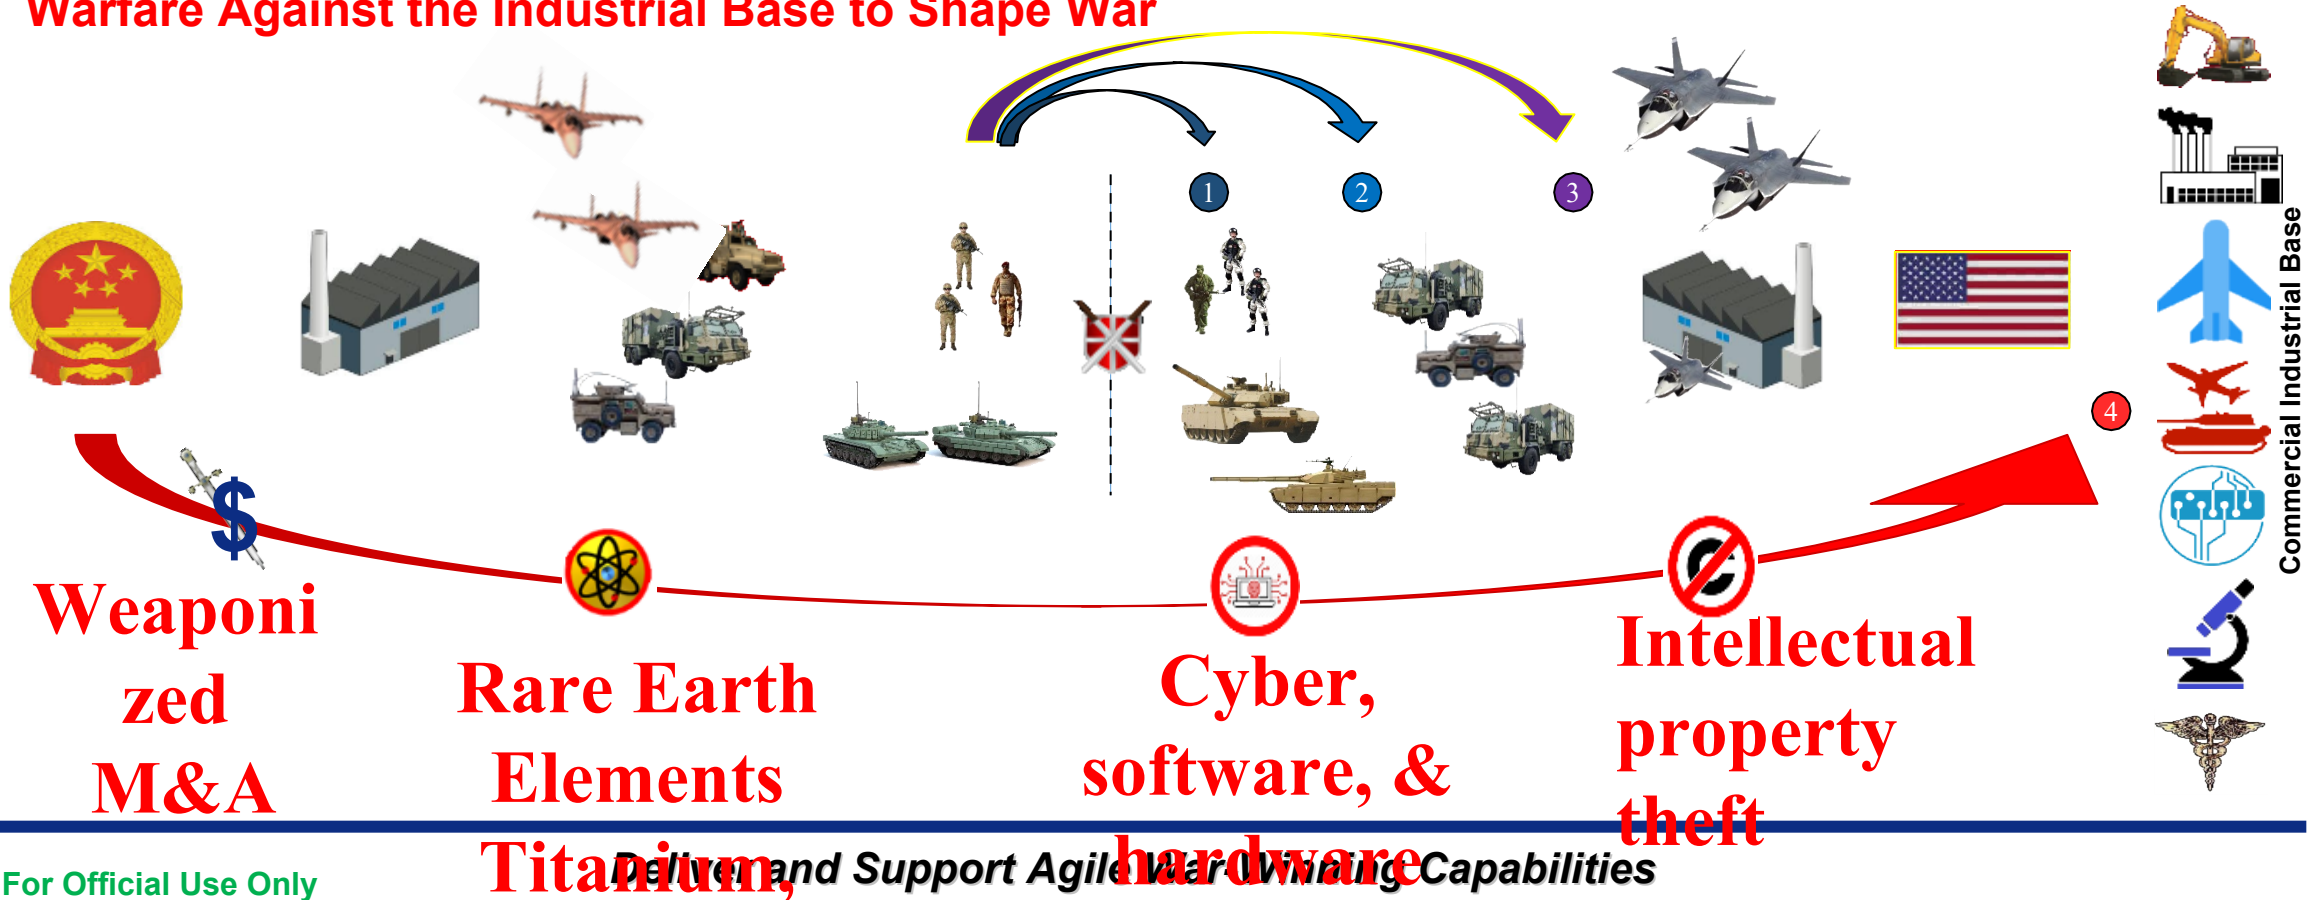 Warfare Against the Industrial Base to Shape War
1
2
3
4
Commercial Industrial Base
$
Weaponi
zed
M&A
Rare Earth
Elements
Titanium,
Cyber,
software, &
hardware
Intellectual
property
theft
Deliver and Support Agile War-Winning Capabilities
For Official Use Only